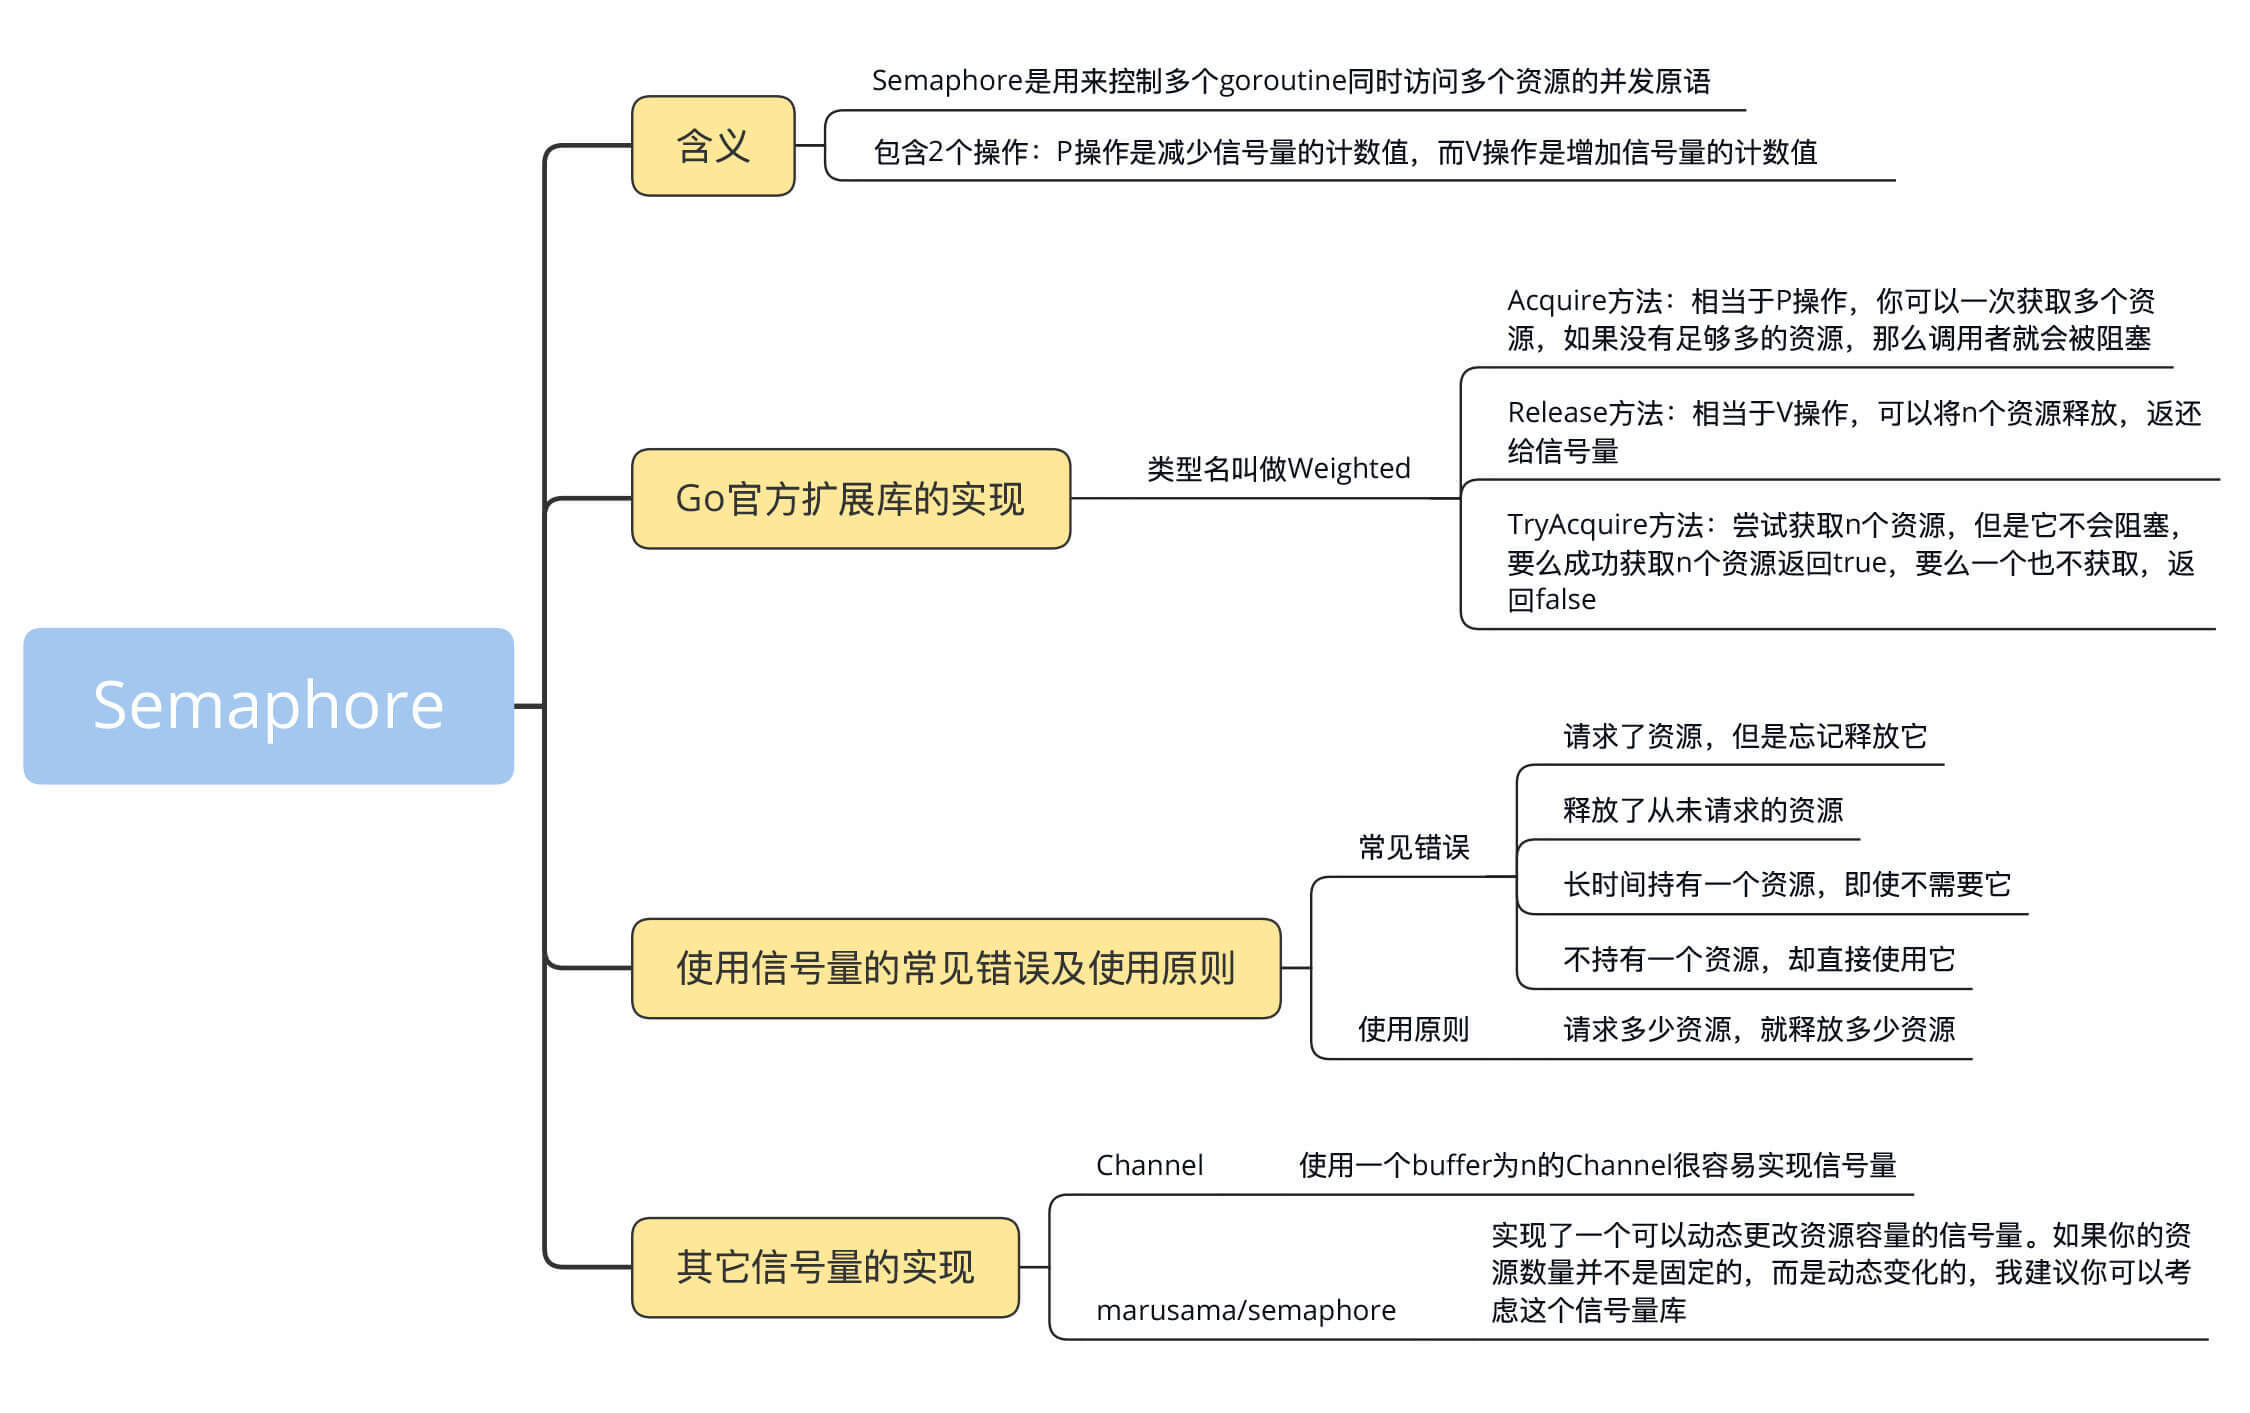 Semaphore
含义
Semaphore是用来控制多个goroutine同时访问多个资源的并发原语
包含2个操作：P操作是减少信号量的计数值，而V操作是增加信号量的计数值
Go官方扩展库的实现
类型名叫做Weighted
Acquire方法：相当于P操作，你可以一次获取多个资
源，如果没有足够多的资源，那么调用者就会被阻塞
Release方法：相当于V操作，可以将n个资源释放，返还
给信号量
TryAcquire方法：尝试获取n个资源，但是它不会阻塞，
要么成功获取n个资源返回true，要么一个也不获取，返
回false
使用信号量的常见错误及使用原则
常见错误
请求了资源，但是忘记释放它
释放了从未请求的资源
长时间持有一个资源，即使不需要它
不持有一个资源，却直接使用它
使用原则
请求多少资源，就释放多少资源
其它信号量的实现
Channel
使用一个buffer为n的Channel很容易实现信号量
marusama/semaphore
实现了一个可以动态更改资源容量的信号量。如果你的资
源数量并不是固定的，而是动态变化的，我建议你可以考
虑这个信号量库